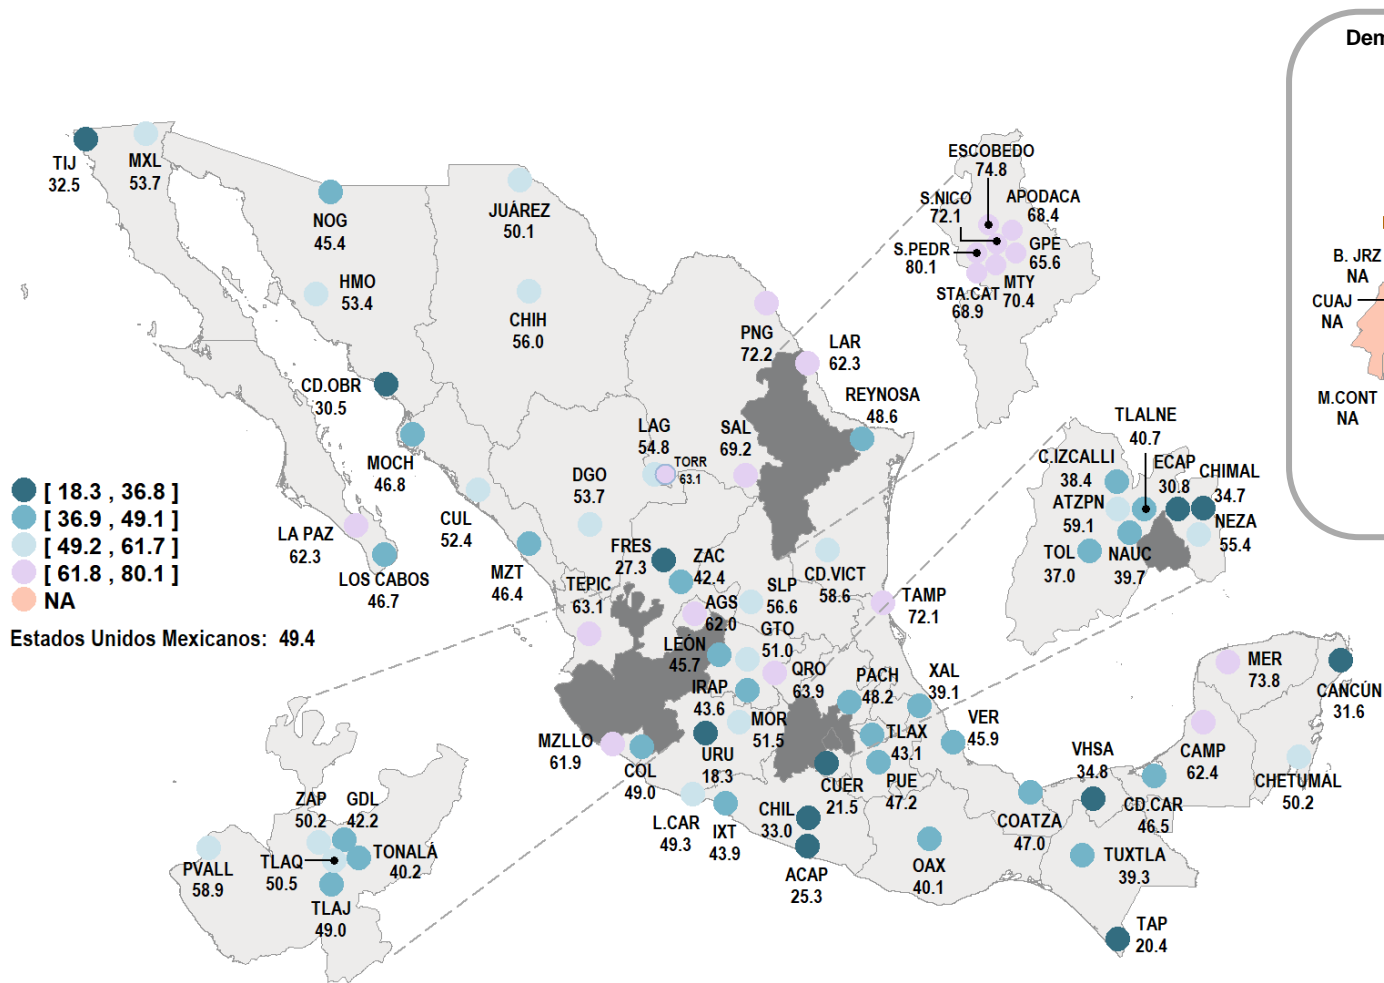 Dem
ESCOBEDO
74.8
S.NICO
72.1
APODACA
68.4
S.PEDR
80.1
GPE
65.6
MTY
70.4
STA.CAT
68.9
TIJ
32.5
MXL
53.7
NOG
45.4
JUÁREZ
50.1
HMO
53.4
CHIH
56.0
PNG
72.2
LAR
62.3
B. JRZ
NA
CUAJ
NA
M.CONT
NA
CD.OBR
30.5
REYNOSA
48.6
MOCH
46.8
LAG
54.8
TORR
63.1
SAL
69.2
DGO
53.7
TLALNE
40.7
C.IZCALLI
38.4
ECAP
30.8
CHIMAL
34.7
ATZPN
59.1
NEZA
55.4
TOL
37.0
NAUC
39.7
[ 18.3 , 36.8 ]
[ 36.9 , 49.1 ]
[ 49.2 , 61.7 ]
[ 61.8 , 80.1 ]
NA
Estados Unidos Mexicanos: 49.4
LA PAZ
62.3
LOS CABOS
46.7
CUL
52.4
MZT
46.4
FRES
27.3
ZAC
42.4
TEPIC
63.1
AGS
62.0
SLP
56.6
CD.VICT
58.6
TAMP
72.1
GTO
51.0
LEÓN
45.7
QRO
63.9
IRAP
43.6
PACH
48.2
XAL
39.1
MER
73.8
CANCÚN
31.6
MOR
51.5
TLAX
43.1
VER
45.9
MZLLO
61.9
COL
49.0
URU
18.3
CUER
21.5
PUE
47.2
VHSA
34.8
CAMP
62.4
CHETUMAL
50.2
CD.CAR
46.5
COATZA
47.0
L.CAR
49.3
IXT
43.9
CHIL
33.0
ACAP
25.3
OAX
40.1
TUXTLA
39.3
TAP
20.4
ZAP
50.2
GDL
42.2
PVALL
58.9
TLAQ
50.5
TONALÁ
40.2
TLAJ
49.0